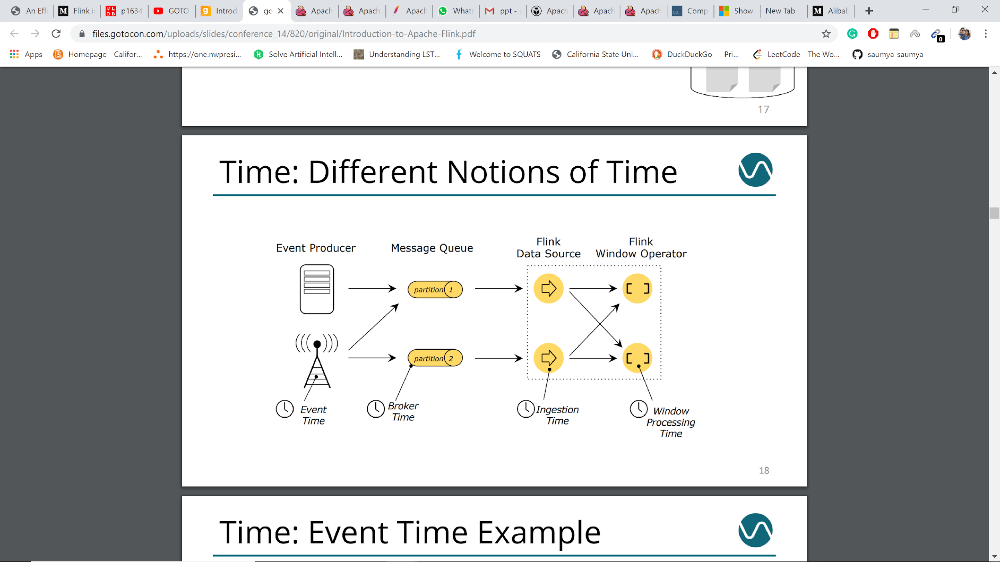 An Effi
Flink i
p1634
GOTO
Introd
go
Apach
Apach
Apach
Whats
ppt - s
Apach
Apach
Apach
Comp
Show
New Tab
Alibab
files.gotocon.com/uploads/slides/conference_14/820/original/Introduction-to-Apache-Flink.pdf
0
Apps
Homepage - Califor...
https://one.nwpresi...
Solve Artificial Intell...
Understanding LST...
Welcome to SQUATS
California State Uni...
DuckDuckGo — Pri...
LeetCode - The Wo...
saumya-saumya
17
Time: Different Notions of Time
Event Producer
Message Queue
Flink
Data Source
Flink
Window Operator
partition 1
partition 2
Event
Time
Broker
Time
Ingestion
Time
Window
Processing
Time
18
Time: Event Time Example